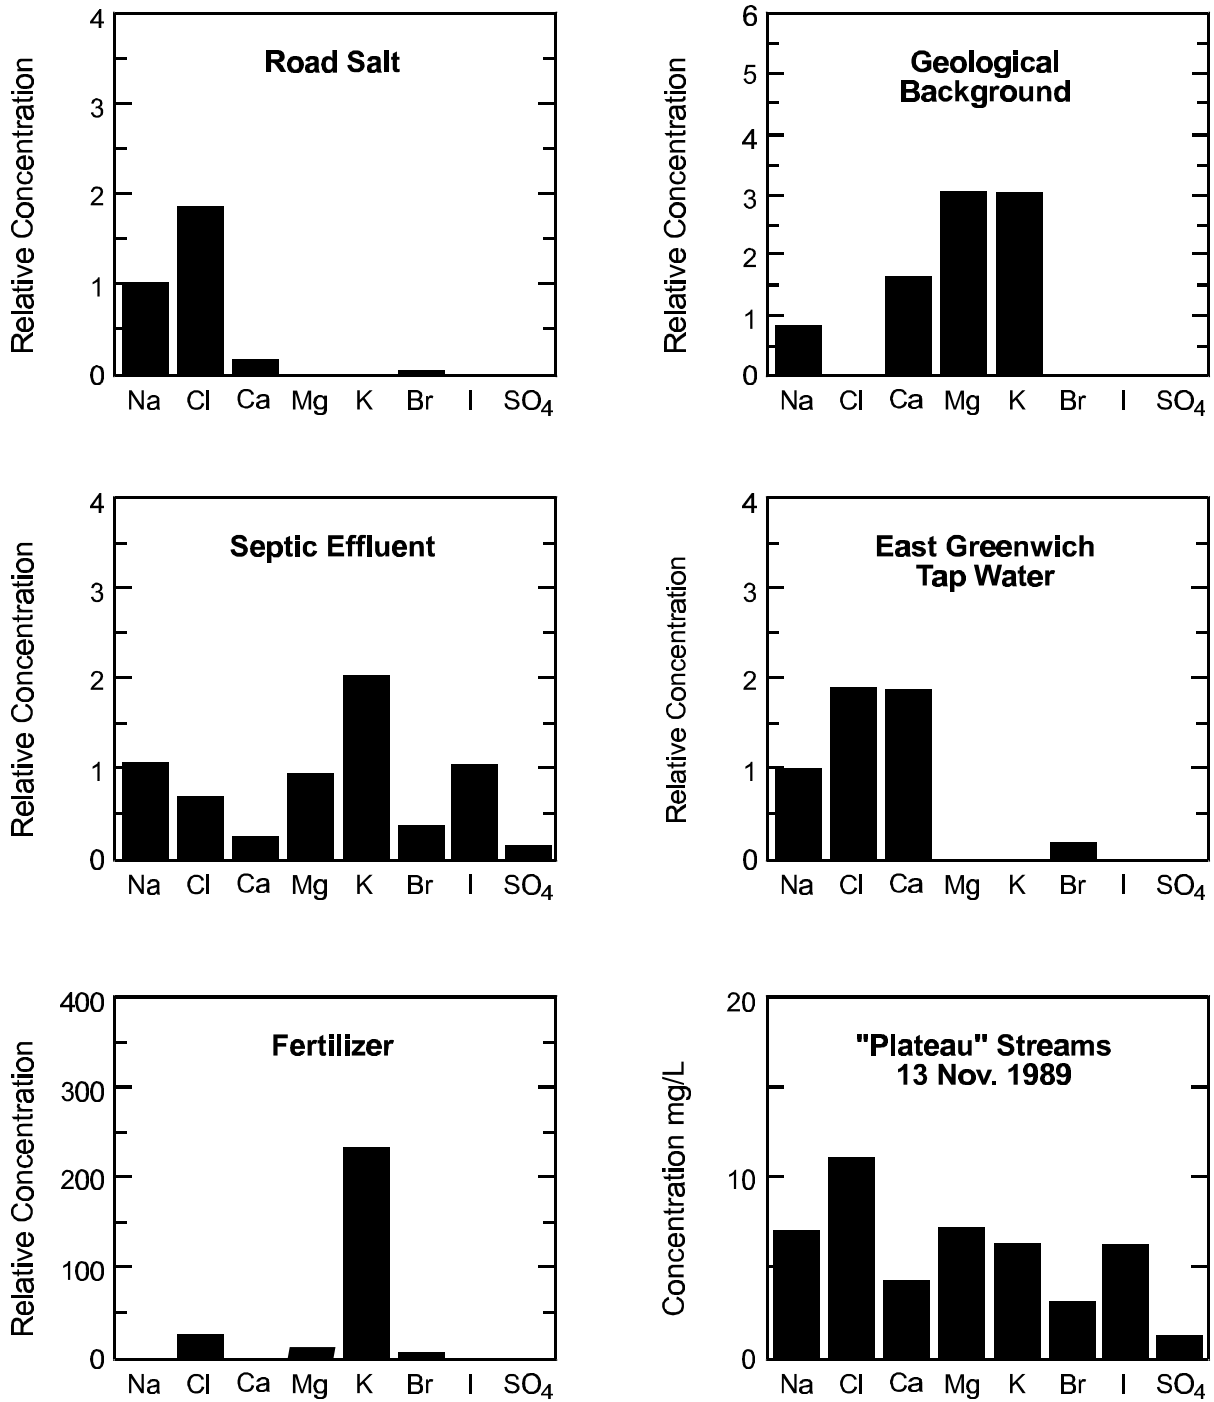 Road Salt
Relative Concentration
4
3
2
1
0
Na Cl Ca Mg K Br I SO4
Geological
Background
Relative Concentration
6
5
4
3
2
1
0
Na Cl Ca Mg K Br I SO4
Septic Effluent
Relative Concentration
4
3
2
1
0
Na Cl Ca Mg K Br I SO4
East Greenwich
Tap Water
Relative Concentration
4
3
2
1
0
Na Cl Ca Mg K Br I SO4
Fertilizer
Relative Concentration
400
300
200
100
0
Na Cl Ca Mg K Br I SO4
"Plateau" Streams
13 Nov. 1989
Concentration mg/L
20
10
0
Na Cl Ca Mg K Br I SO4